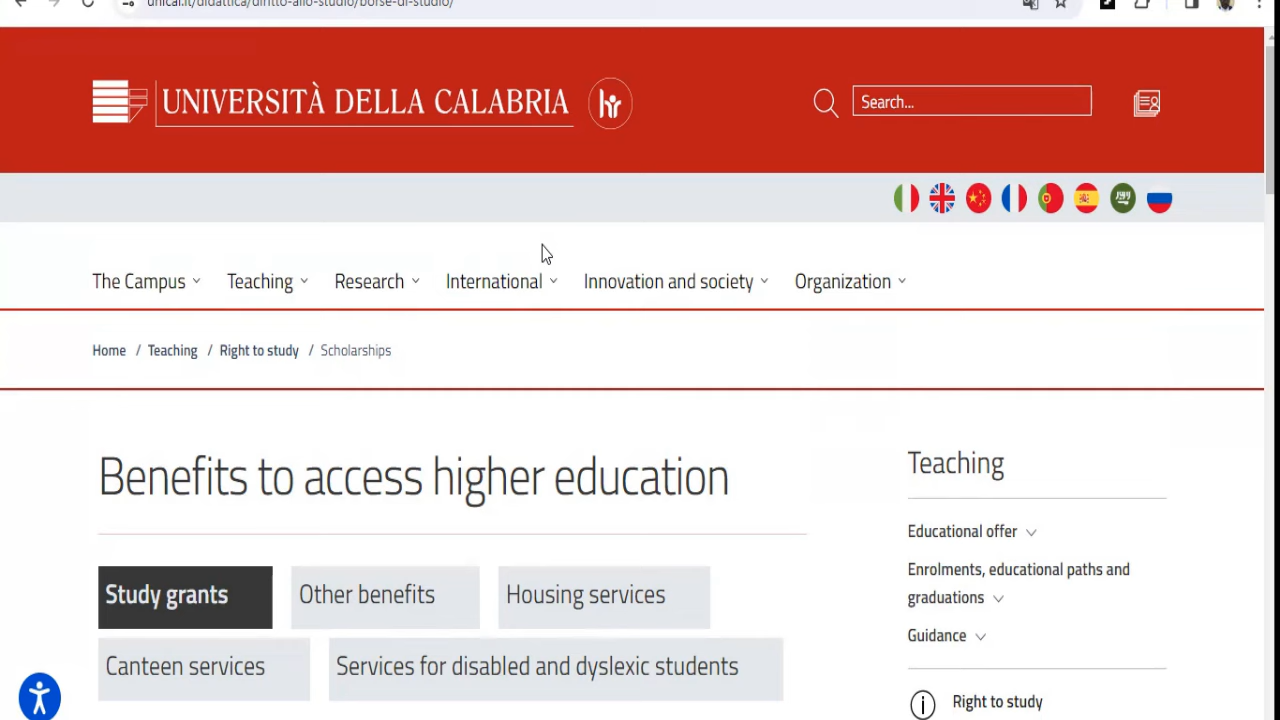 unical.it/didattica/diritto-allo-studio/borse-di-studio/
UNIVERSITÀ DELLA CALABRIA
hr
Search...
The Campus
Teaching
Research
International
Innovation and society
Organization
Home / Teaching / Right to study / Scholarships
Benefits to access higher education
Study grants
Other benefits
Housing services
Canteen services
Services for disabled and dyslexic students
Teaching
Educational offer
Enrolments, educational paths and
graduations
Guidance
Right to study